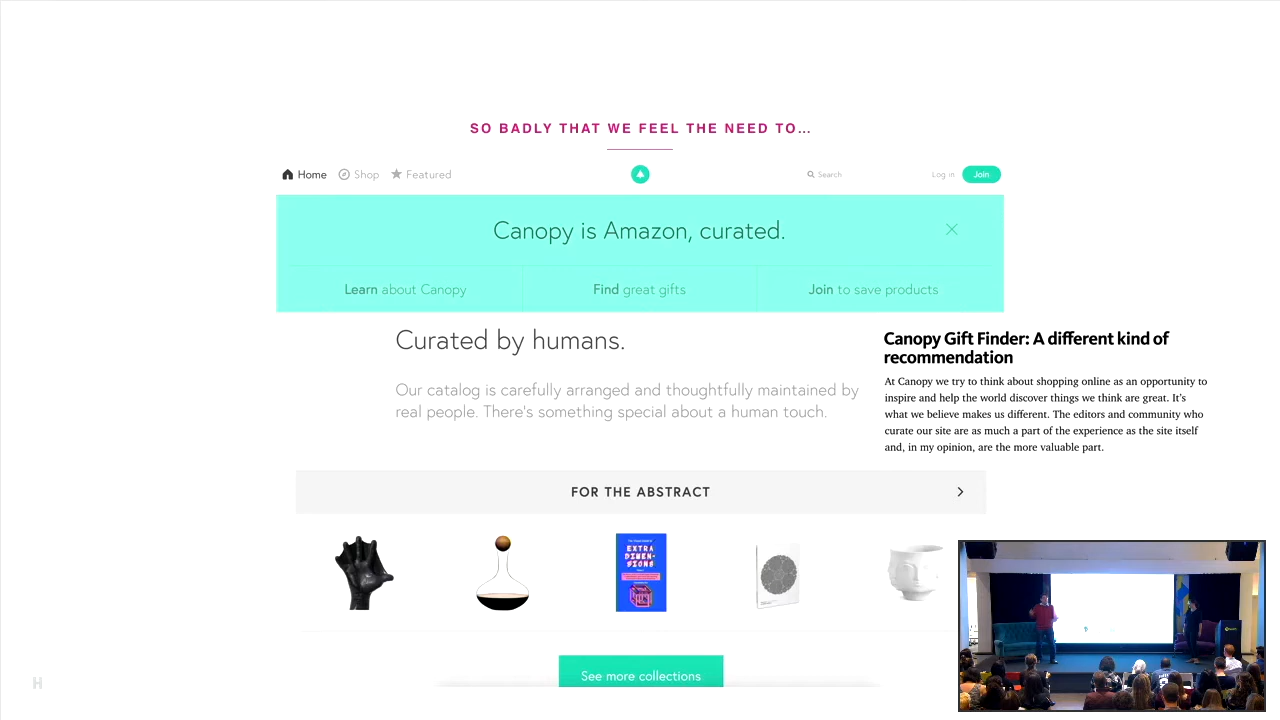 SO BADLY THAT WE FEEL THE NEED TO...
Home Shop Featured Search Log in Join
Canopy is Amazon, curated.
Learn about Canopy Find great gifts Join to save products
Curated by humans.
Our catalog is carefully arranged and thoughtfully maintained by
real people. There's something special about a human touch.
Canopy Gift Finder: A different kind of
recommendation
At Canopy we try to think about shopping online as an opportunity to
inspire and help the world discover things we think are great. It's
what we believe makes us different. The editors and community who
curate our site are as much a part of the experience as the site itself
and, in my opinion, are the more valuable part.
FOR THE ABSTRACT
EXTRA
DIMEN-
SIONS
See more collections
H